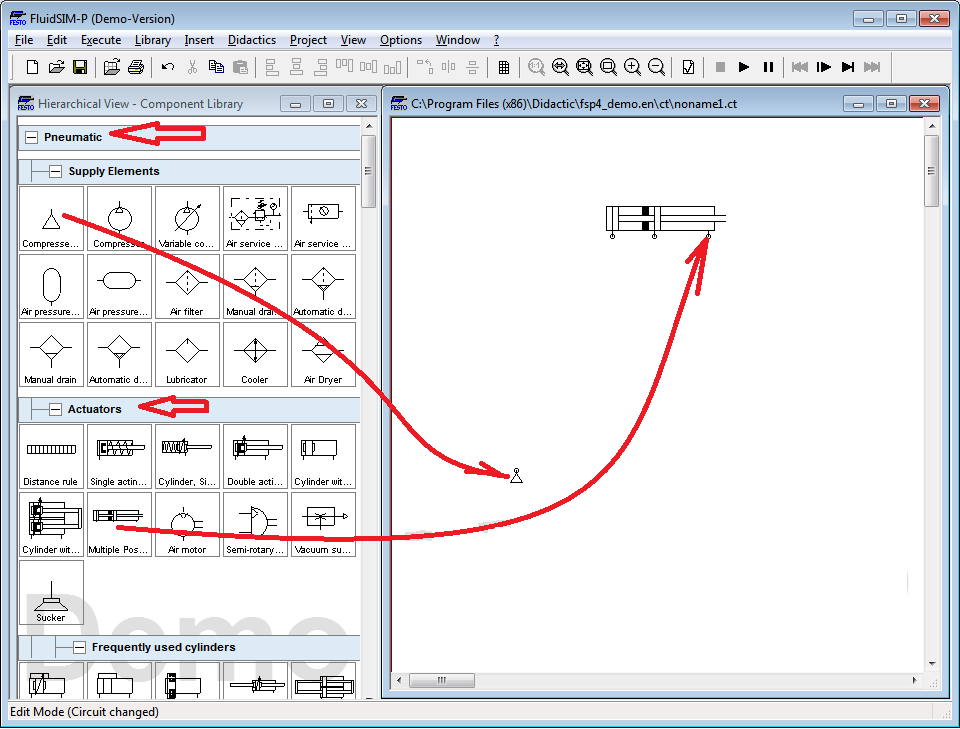 FluidSIM-P (Demo-Version)
File Edit Execute Library Insert Didactics Project View Options Window ?
FESTO Hierarchical View - Component Library
FESTO C:\Program Files (x86)\Didactic\fsp4_demo.en\ct\noname1.ct
Pneumatic
Supply Elements
Compresse... Compresso... Variable co... Air service ... Air service ...
Air pressure... Air pressure... Air filter Manual drain... Automatic d...
Manual drain Automatic d... Lubricator Cooler Air Dryer
Actuators
Distance rule Single actin... Cylinder, Si... Double acti... Cylinder wit...
Cylinder wit... Multiple Pos... Air motor Semi-rotary... Vacuum su...
Sucker
Demo
Frequently used cylinders
Edit Mode (Circuit changed)